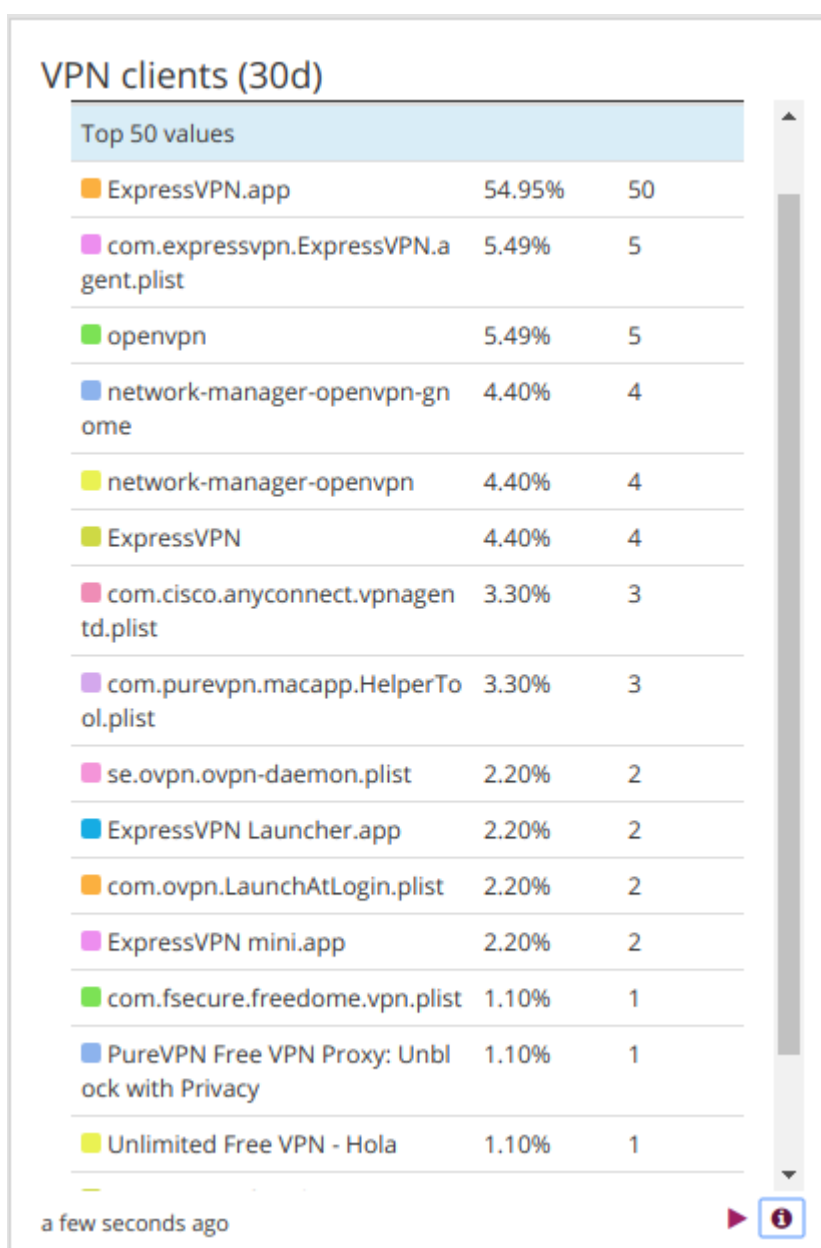 VPN clients (30d)
Top 50 values
ExpressVPN.app 54.95% 50
com.expressvpn.ExpressVPN.a 5.49% 5
gent.plist
openvpn 5.49% 5
network-manager-openvpn-gn 4.40% 4
ome
network-manager-openvpn 4.40% 4
ExpressVPN 4.40% 4
com.cisco.anyconnect.vpnagen 3.30% 3
td.plist
com.purevpn.macapp.HelperTo 3.30% 3
ol.plist
se.ovpn.ovpn-daemon.plist 2.20% 2
ExpressVPN Launcher.app 2.20% 2
com.ovpn.LaunchAtLogin.plist 2.20% 2
ExpressVPN mini.app 2.20% 2
com.fsecure.freedome.vpn.plist 1.10% 1
PureVPN Free VPN Proxy: Unbl 1.10% 1
ock with Privacy
Unlimited Free VPN - Hola 1.10% 1
a few seconds ago